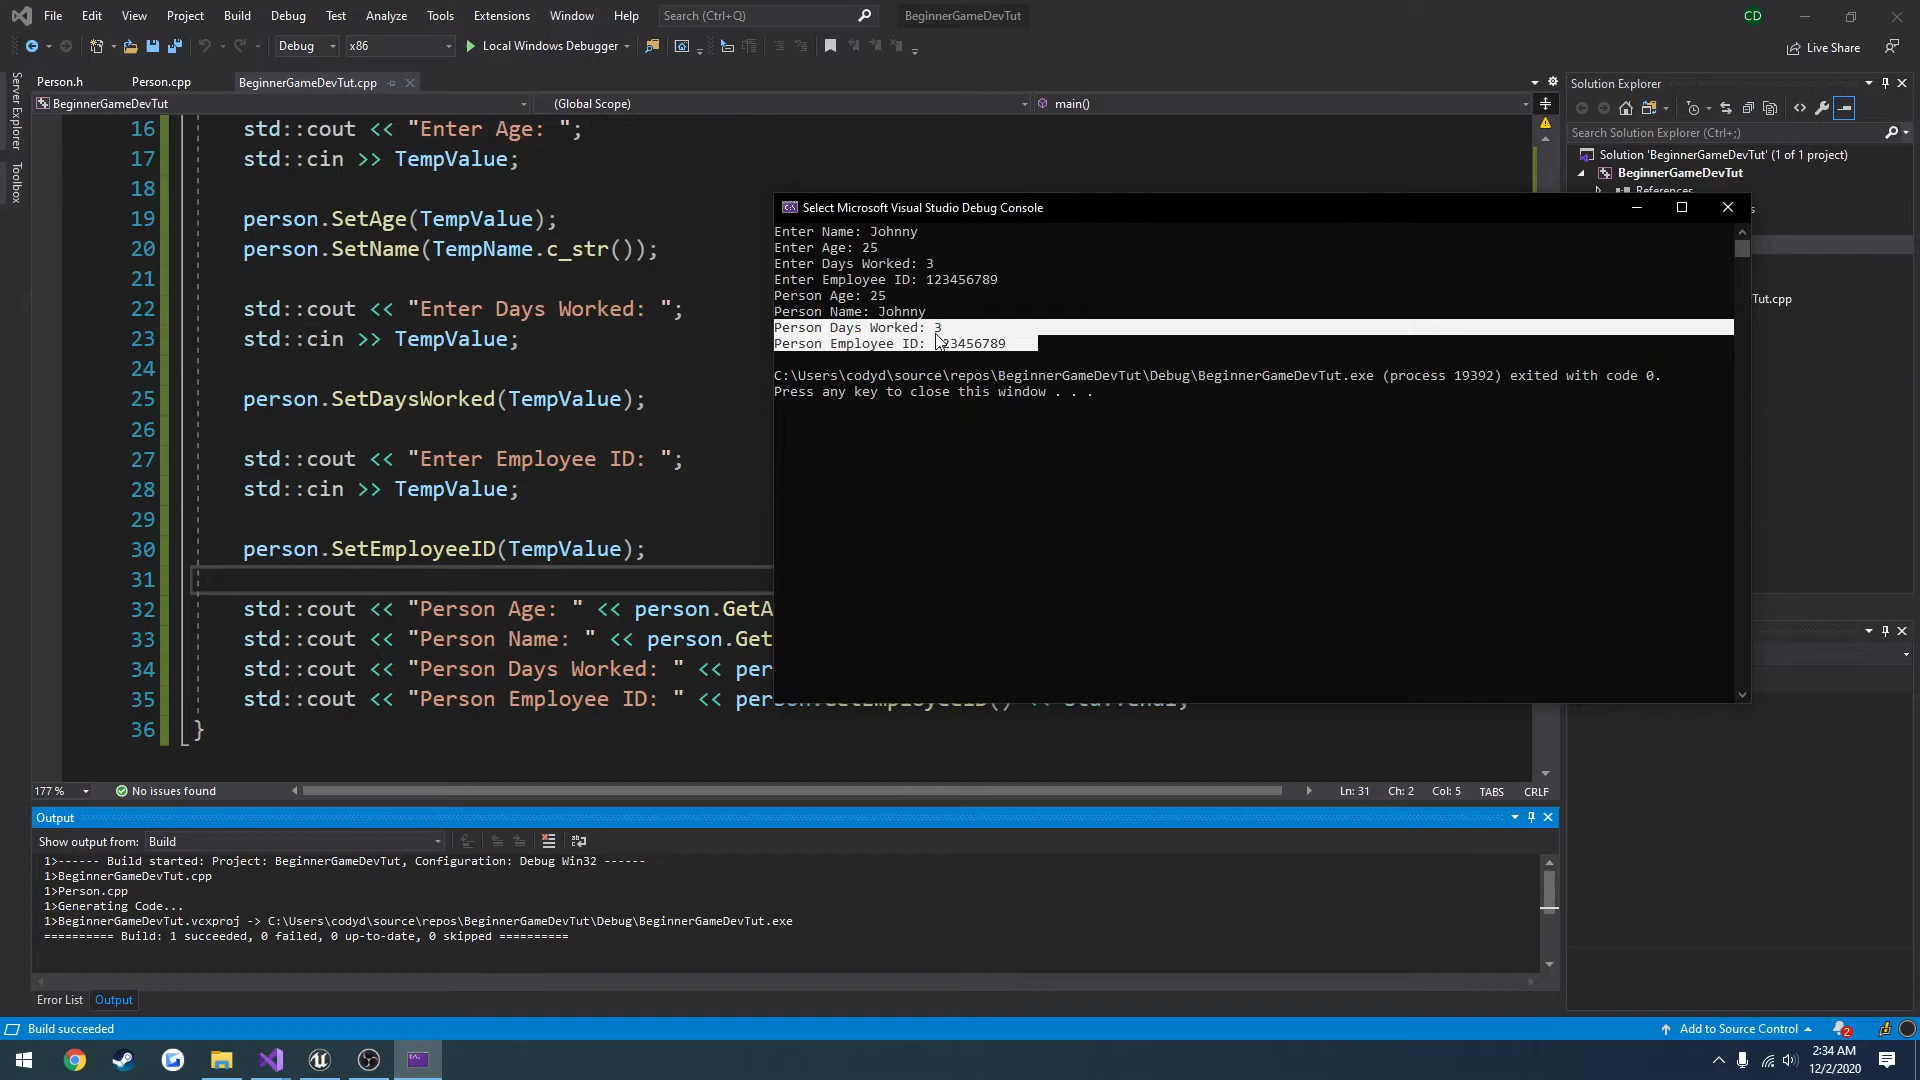 File Edit View Project Build Debug Test Analyze Tools Extensions Window Help Search (Ctrl+Q) BeginnerGameDevTut CD
Debug x86 Local Windows Debugger Live Share
Server Explorer
Toolbox
Person.h Person.cpp BeginnerGameDevTut.cpp
BeginnerGameDevTut (Global Scope) main()
16 std::cout << "Enter Age: ";
17 std::cin >> TempValue;
18
19 person.SetAge(TempValue);
20 person.SetName(TempName.c_str());
21
22 std::cout << "Enter Days Worked: ";
23 std::cin >> TempValue;
24
25 person.SetDaysWorked(TempValue);
26
27 std::cout << "Enter Employee ID: ";
28 std::cin >> TempValue;
29
30 person.SetEmployeeID(TempValue);
31
32 std::cout << "Person Age: " << person.GetA
33 std::cout << "Person Name: " << person.Get
34 std::cout << "Person Days Worked: " << per
35 std::cout << "Person Employee ID: " << per
36 }
Select Microsoft Visual Studio Debug Console
Enter Name: Johnny
Enter Age: 25
Enter Days Worked: 3
Enter Employee ID: 123456789
Person Age: 25
Person Name: Johnny
Person Days Worked: 3
Person Employee ID: 123456789
C:\Users\codyd\source\repos\BeginnerGameDevTut\Debug\BeginnerGameDevTut.exe (process 19392) exited with code 0.
Press any key to close this window . . .
Solution Explorer
Search Solution Explorer (Ctrl+;)
Solution 'BeginnerGameDevTut' (1 of 1 project)
BeginnerGameDevTut
References
Tut.cpp
177 % No issues found Ln: 31 Ch: 2 Col: 5 TABS CRLF
Output
Show output from: Build
1>------ Build started: Project: BeginnerGameDevTut, Configuration: Debug Win32 ------
1>BeginnerGameDevTut.cpp
1>Person.cpp
1>Generating Code...
1>BeginnerGameDevTut.vcxproj -> C:\Users\codyd\source\repos\BeginnerGameDevTut\Debug\BeginnerGameDevTut.exe
========== Build: 1 succeeded, 0 failed, 0 up-to-date, 0 skipped ==========
Error List Output
Build succeeded Add to Source Control 2
2:34 AM
12/2/2020